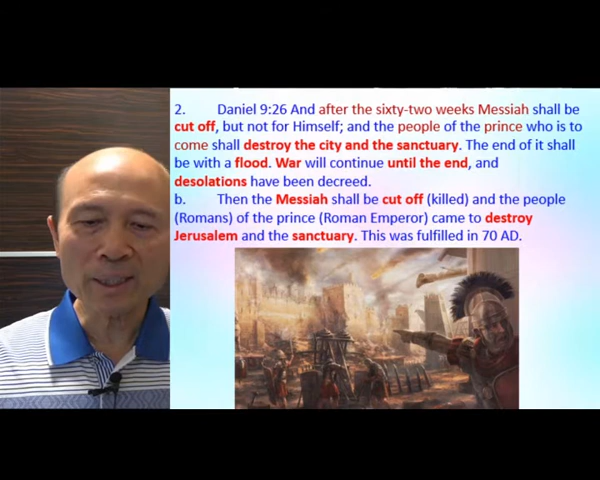 2. Daniel 9:26 And after the sixty-two weeks Messiah shall be
cut off, but not for Himself; and the people of the prince who is to
come shall destroy the city and the sanctuary. The end of it shall
be with a flood. War will continue until the end, and
desolations have been decreed.
b. Then the Messiah shall be cut off (killed) and the people
(Romans) of the prince (Roman Emperor) came to destroy
Jerusalem and the sanctuary. This was fulfilled in 70 AD.